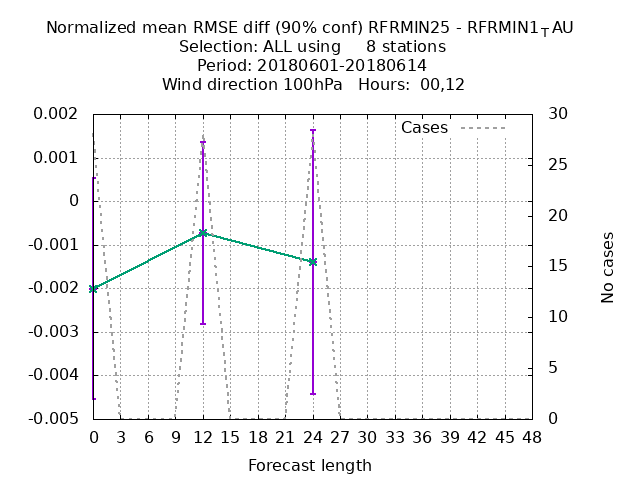 Normalized mean RMSE diff (90% conf) RFRMIN25 - RFRMIN1TAU
Selection: ALL using 8 stations
Period: 20180601-20180614
Wind direction 100hPa Hours: 00,12
Cases
0.002
0.001
0
-0.001
-0.002
-0.003
-0.004
-0.005
30
25
20
15
10
5
0
No cases
0 3 6 9 12 15 18 21 24 27 30 33 36 39 42 45 48
Forecast length